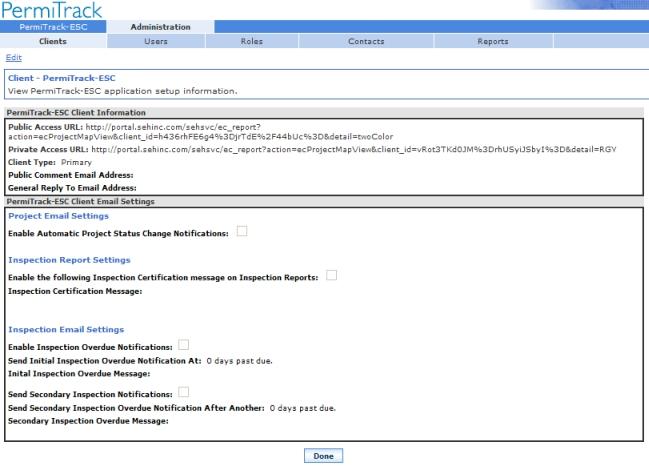 PermiTrack
PermiTrack-ESC Administration
Clients Users Roles Contacts Reports
Edit
Client - PermiTrack-ESC
View PermiTrack-ESC application setup information.
PermiTrack-ESC Client Information
Public Access URL: http://portal.sehinc.com/sehsvc/ec_report?
action=ecProjectMapView&client_id=h436rhFE6g4%3DjrTdE%2F44bUc%3D&detail=twoColor
Private Access URL: http://portal.sehinc.com/sehsvc/ec_report?action=ecProjectMapView&client_id=vRot3TKd0JM%3DrhUSyiJSbyI%3D&detail=RGY
Client Type: Primary
Public Comment Email Address:
General Reply To Email Address:
PermiTrack-ESC Client Email Settings
Project Email Settings
Enable Automatic Project Status Change Notifications:
Inspection Report Settings
Enable the following Inspection Certification message on Inspection Reports:
Inspection Certification Message:
Inspection Email Settings
Enable Inspection Overdue Notifications:
Send Initial Inspection Overdue Notification At: 0 days past due.
Inital Inspection Overdue Message:
Send Secondary Inspection Notifications:
Send Secondary Inspection Overdue Notification After Another: 0 days past due.
Secondary Inspection Overdue Message:
Done